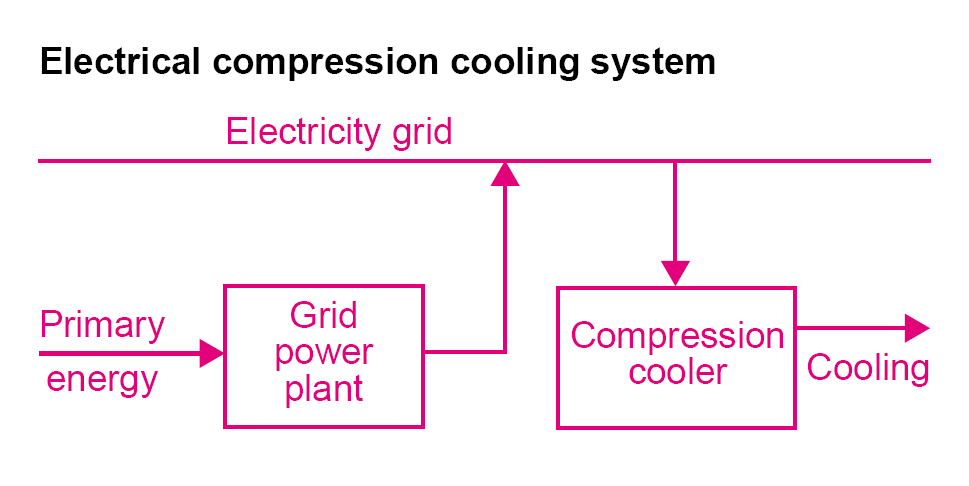 Electrical compression cooling system
Electricity grid
Primary
energy
Grid
power
plant
Compression
cooler
Cooling